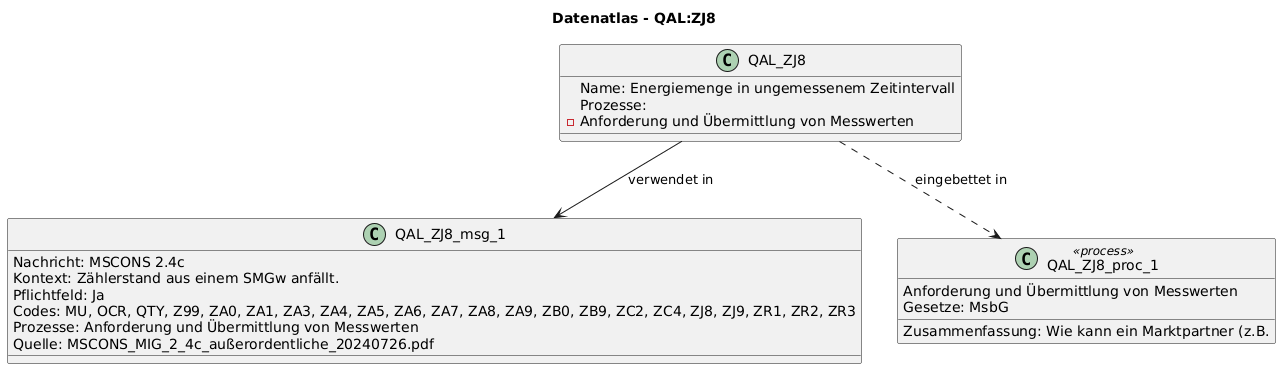 Datenatlas - QAL:ZJ8
C QAL_ZJ8
Name: Energiemenge in ungemessenem Zeitintervall
Prozesse:
Anforderung und Übermittlung von Messwerten
verwendet in
eingebettet in
C QAL_ZJ8_msg_1
Nachricht: MSCONS 2.4c
Kontext: Zählerstand aus einem SMGw anfällt.
Pflichtfeld: Ja
Codes: MU, OCR, QTY, Z99, ZA0, ZA1, ZA3, ZA4, ZA5, ZA6, ZA7, ZA8, ZA9, ZB0, ZB9, ZC2, ZC4, ZJ8, ZJ9, ZR1, ZR2, ZR3
Prozesse: Anforderung und Übermittlung von Messwerten
Quelle: MSCONS_MIG_2_4c_außerordentliche_20240726.pdf
C «process»
QAL_ZJ8_proc_1
Anforderung und Übermittlung von Messwerten
Gesetze: MsbG
Zusammenfassung: Wie kann ein Marktpartner (z.B.